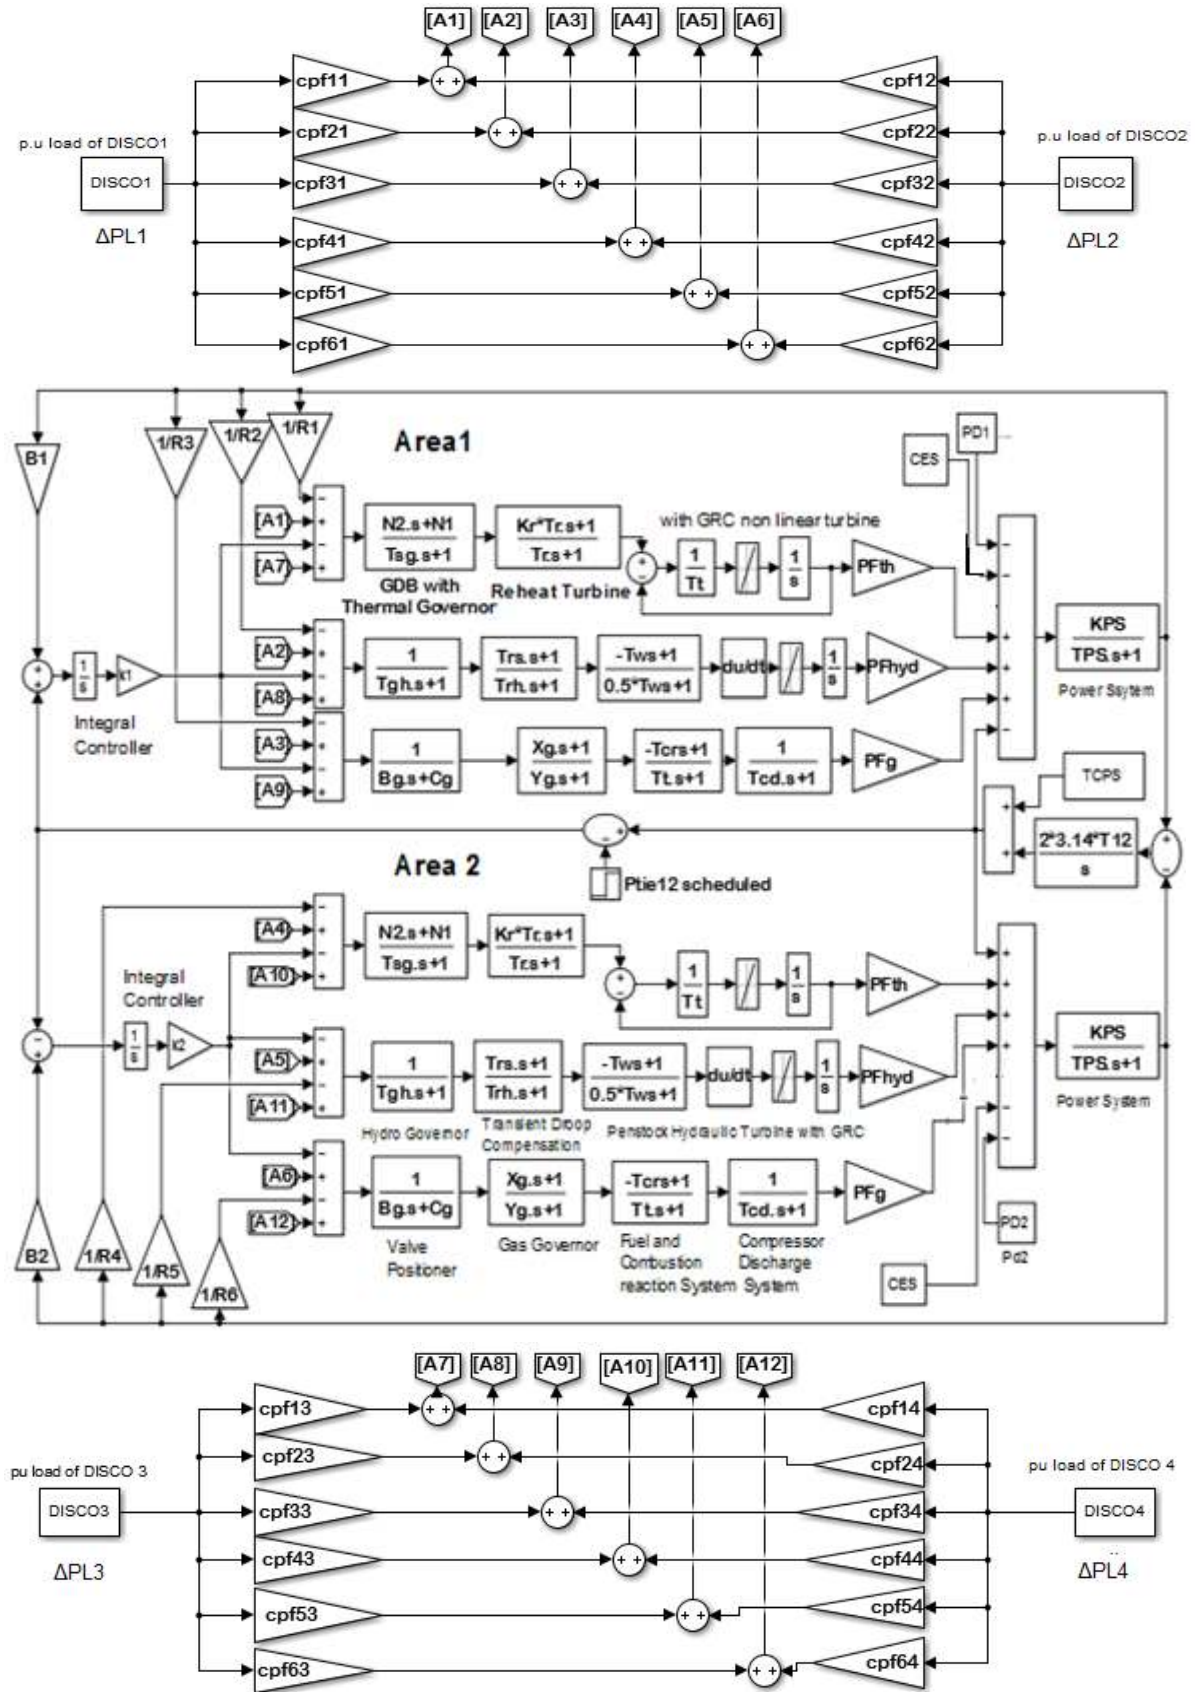 [A1] [A2] [A3] [A4] [A5] [A6]
cpf11 + + cpf12
cpf21 + + cpf22
p.u load of DISCO1 p.u load of DISCO2
DISCO1 cpf31 + + cpf32 DISCO2
ΔPL1 cpf41 + + cpf42 ΔPL2
cpf51 + + cpf52
cpf61 + + cpf62
B1 1/R3 1/R2 1/R1 Area1 CES PD1
[A1]
[A7]
N2.s+N1
Tsg.s+1
GDB with
Thermal Governor
Kr*Tr.s+1
Tr.s+1
Reheat Turbine
with GRC non linear turbine
1
Tt
1
s
PFth
[A2]
[A8]
1
Tgh.s+1
Trs.s+1
Trh.s+1
-Tws+1
0.5*Tws+1
du/dt
1
s
PFhyd
KPS
TPS.s+1
Power Ssytem
1
s
k1
Integral
Controller
[A3]
[A9]
1
Bg.s+Cg
Xg.s+1
Yg.s+1
-Tcrs+1
Tt.s+1
1
Tcd.s+1
PFg
TCPS
2*3.14*T12
s
Ptie12 scheduled
Area 2
[A4]
[A10]
N2.s+N1
Tsg.s+1
Kr*Tr.s+1
Tr.s+1
1
Tt
1
s
PFth
Integral
Controller
1
s
k2
[A5]
[A11]
1
Tgh.s+1
Hydro Governor
Trs.s+1
Trh.s+1
Transient Droop
Compensation
-Tws+1
0.5*Tws+1
du/dt
1
s
PFhyd
Penstock Hydraulic Turbine with GRC
KPS
TPS.s+1
Power System
[A6]
[A12]
1
Bg.s+Cg
Valve
Positioner
Xg.s+1
Yg.s+1
Gas Governor
-Tcrs+1
Tt.s+1
Fuel and
Combustion
reaction System
1
Tcd.s+1
Compressor
Discharge
System
PFg
PD2
Pd2
CES
B2 1/R4 1/R5 1/R6
[A7] [A8] [A9] [A10] [A11] [A12]
cpf13 + + cpf14
cpf23 + + cpf24
pu load of DISCO 3 pu load of DISCO 4
DISCO3 cpf33 + + cpf34 DISCO4
cpf43 + + cpf44
ΔPL3 ΔPL4
cpf53 + + cpf54
cpf63 + + cpf64